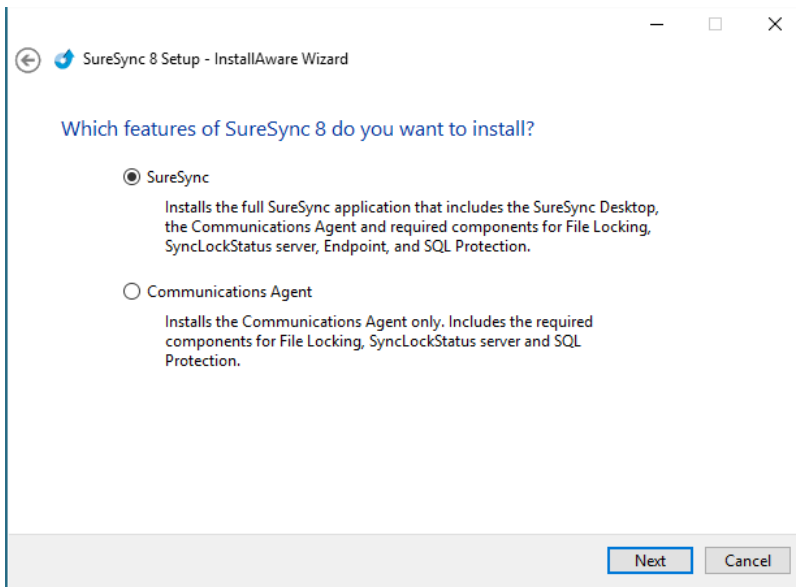 SureSync 8 Setup - InstallAware Wizard
Which features of SureSync 8 do you want to install?
SureSync
Installs the full SureSync application that includes the SureSync Desktop,
the Communications Agent and required components for File Locking,
SyncLockStatus server, Endpoint, and SQL Protection.
Communications Agent
Installs the Communications Agent only. Includes the required
components for File Locking, SyncLockStatus server and SQL
Protection.
Next Cancel